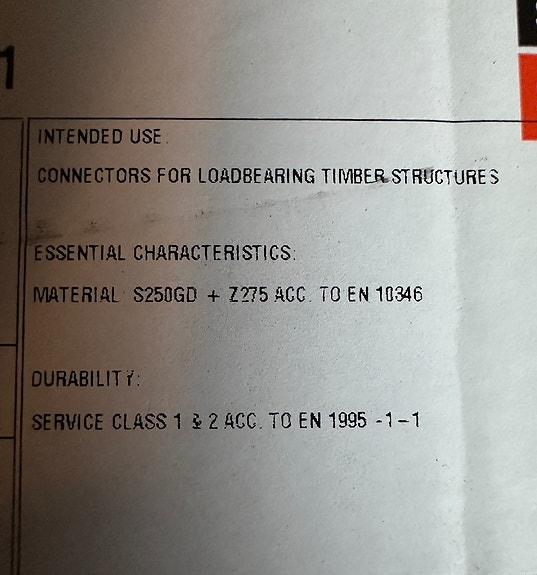 1
INTENDED USE:
CONNECTORS FOR LOADBEARING TIMBER STRUCTURES
ESSENTIAL CHARACTERISTICS:
MATERIAL: S250GD + Z275 ACC. TO EN 10346
DURABILITY:
SERVICE CLASS 1 & 2 ACC. TO EN 1995 -1-1